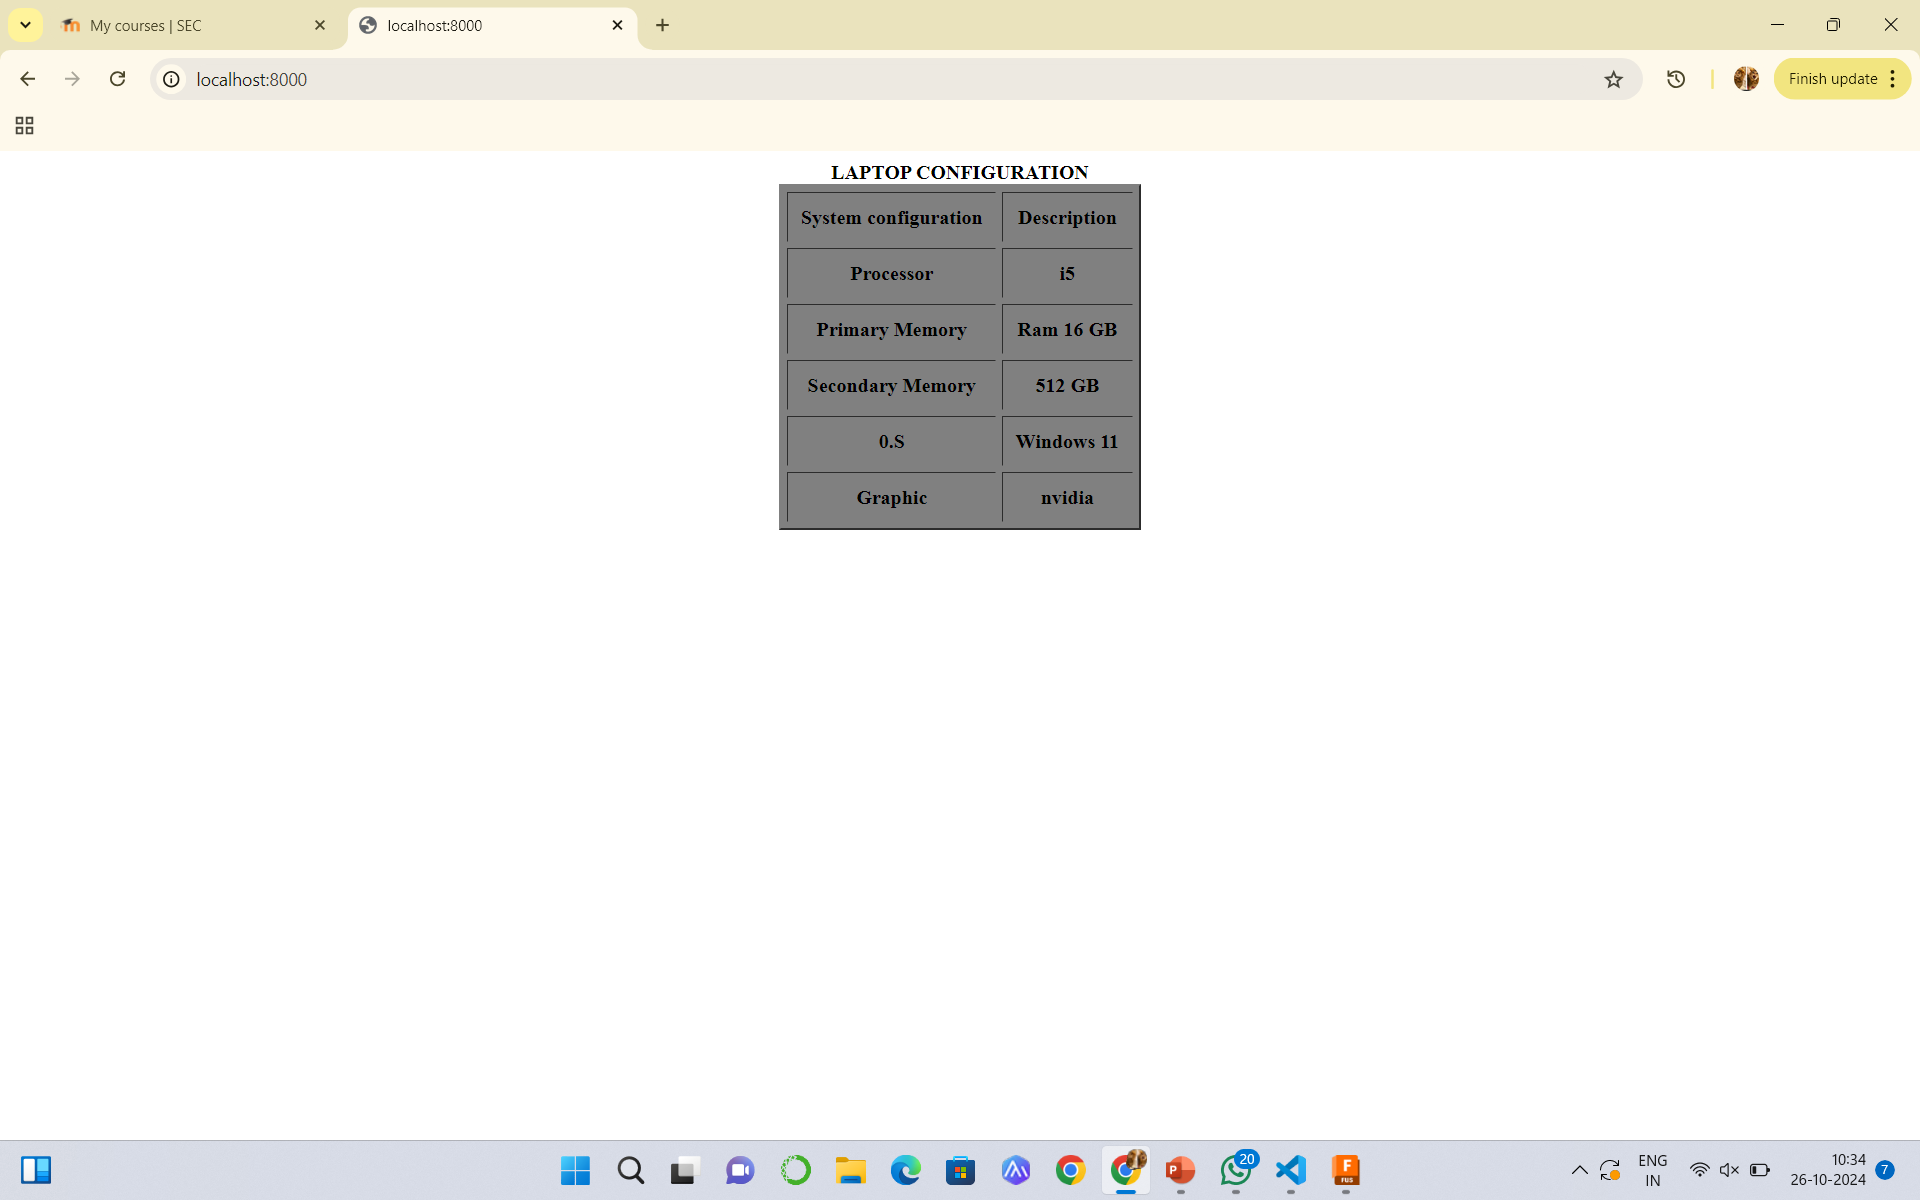 My courses | SEC
localhost:8000
localhost:8000
Finish update
LAPTOP CONFIGURATION
System configuration Description
Processor i5
Primary Memory Ram 16 GB
Secondary Memory 512 GB
0.S Windows 11
Graphic nvidia
20
P
F
FUS
ENG
IN
10:34
26-10-2024
7